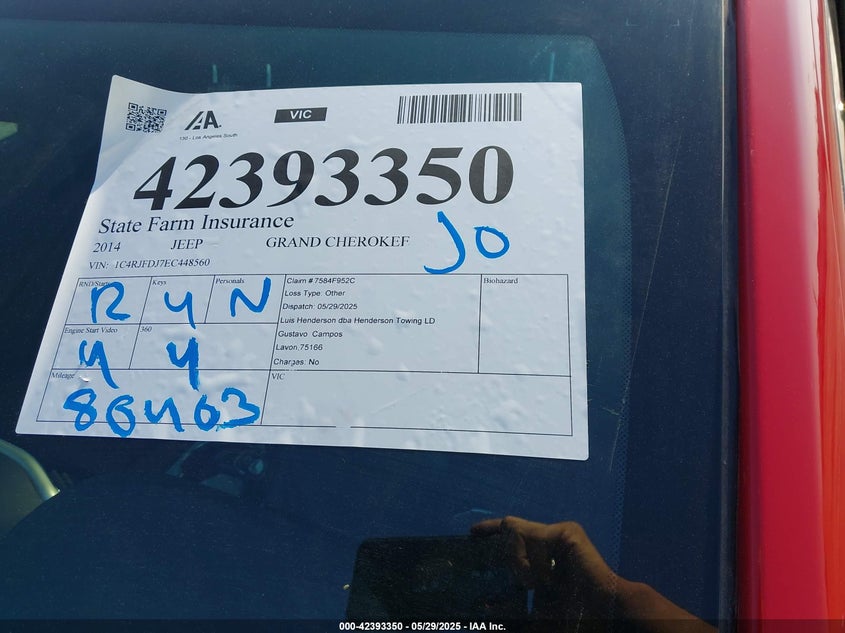 IAA
VIC
130 - Los Angeles South
42393350
State Farm Insurance
2014 JEEP GRAND CHEROKEE
JO
VIN: 1C4RJFDJ7EC448560
RND/Starts Keys Personals
R Y N
Engine Start Video 360
Y Y
Mileage
80403
Claim # 7584F952C
Loss Type: Other
Dispatch: 05/29/2025
Luis Henderson dba Henderson Towing LD
Gustavo Campos
Lavon,75166
Charges: No
Biohazard
VIC
000-42393350 - 05/29/2025 - IAA Inc.